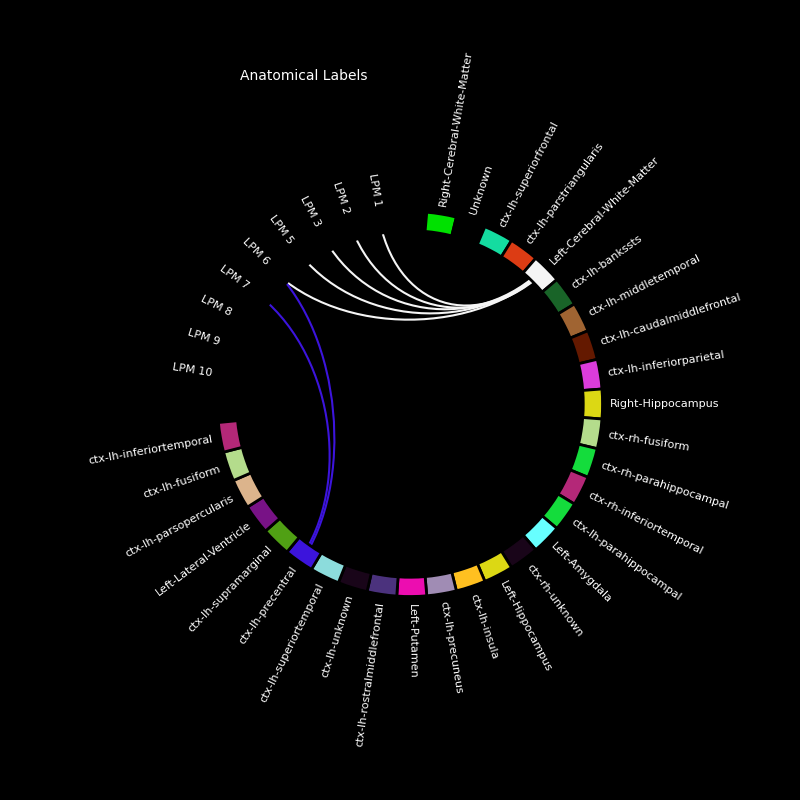 Anatomical Labels
Right-Cerebral-White-Matter
Unknown
ctx-lh-superiorfrontal
ctx-lh-parstriangularis
Left-Cerebral-White-Matter
ctx-lh-bankssts
ctx-lh-middletemporal
ctx-lh-caudalmiddlefrontal
ctx-lh-inferiorparietal
Right-Hippocampus
ctx-rh-fusiform
ctx-rh-parahippocampal
ctx-rh-inferiortemporal
ctx-lh-parahippocampal
Left-Amygdala
ctx-rh-unknown
Left-Hippocampus
ctx-lh-insula
ctx-lh-precuneus
Left-Putamen
ctx-lh-rostralmiddlefrontal
ctx-lh-unknown
ctx-lh-superiortemporal
ctx-lh-precentral
ctx-lh-supramarginal
Left-Lateral-Ventricle
ctx-lh-parsopercularis
ctx-lh-fusiform
ctx-lh-inferiortemporal
LPM 10
LPM 9
LPM 8
LPM 7
LPM 6
LPM 5
LPM 3
LPM 2
LPM 1